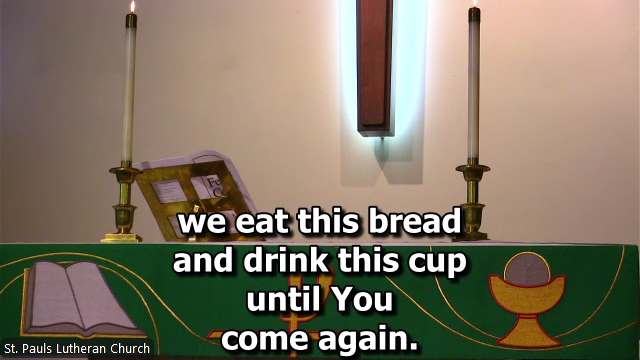 we eat this bread
and drink this cup
until You
come again.
St. Pauls Lutheran Church